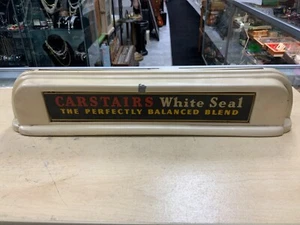 CARSTAIRS White Seal
THE PERFECTLY BALANCED BLEND